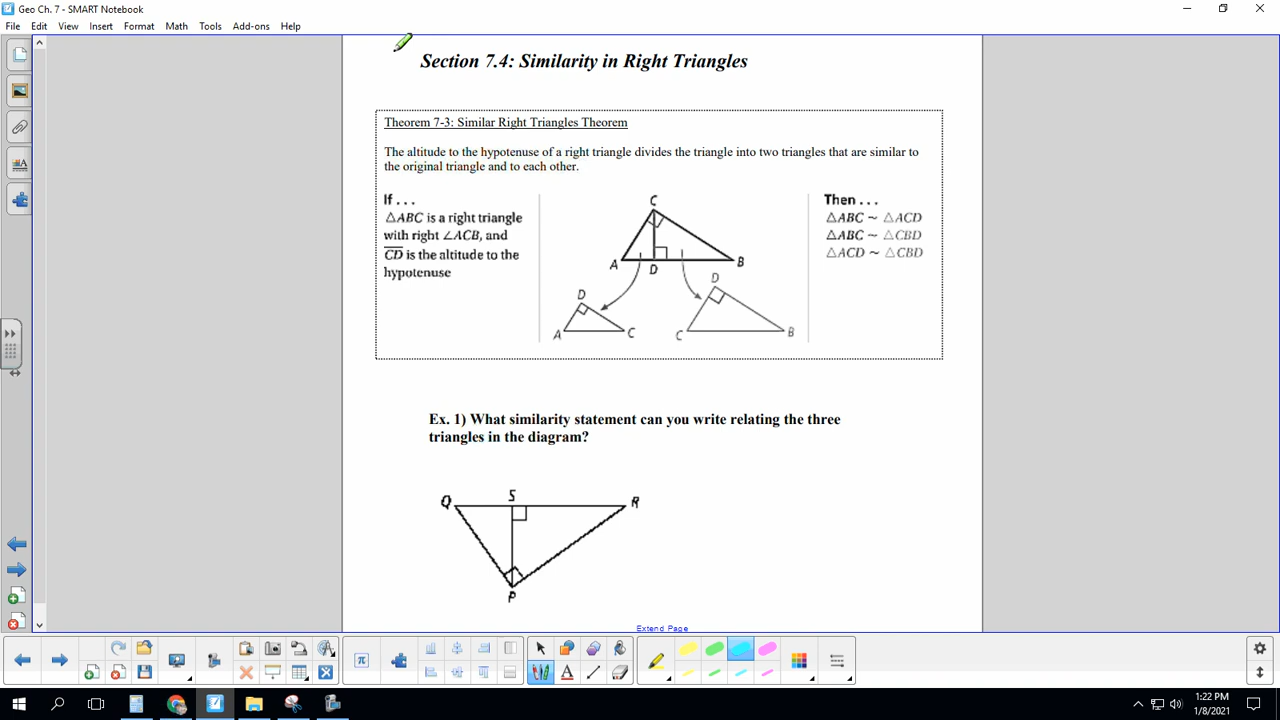 Geo Ch. 7 - SMART Notebook
File Edit View Insert Format Math Tools Add-ons Help
Section 7.4: Similarity in Right Triangles
Theorem 7-3: Similar Right Triangles Theorem
The altitude to the hypotenuse of a right triangle divides the triangle into two triangles that are similar to
the original triangle and to each other.
If . . .
△ABC is a right triangle
with right ∠ACB, and
C̅D̅ is the altitude to the
hypotenuse
C
A
D
B
D
A
C
D
C
B
Then . . .
△ABC ~ △ACD
△ABC ~ △CBD
△ACD ~ △CBD
Ex. 1) What similarity statement can you write relating the three
triangles in the diagram?
Q
S
R
P
Extend Page
π
A
1:22 PM
1/8/2021